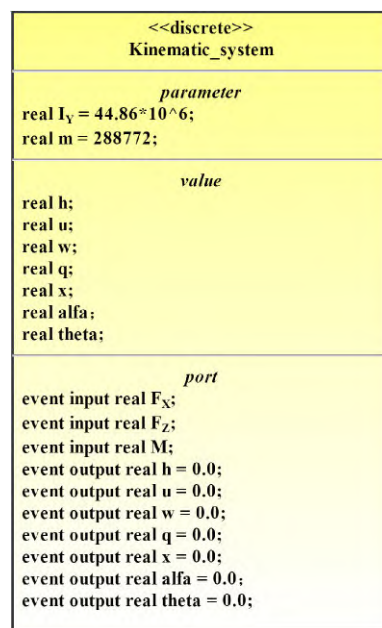 <<discrete>>
Kinematic_system
parameter
real I_Y = 44.86*10^6;
real m = 288772;
value
real h;
real u;
real w;
real q;
real x;
real alfa;
real theta;
port
event input real F_X;
event input real F_Z;
event input real M;
event output real h = 0.0;
event output real u = 0.0;
event output real w = 0.0;
event output real q = 0.0;
event output real x = 0.0;
event output real alfa = 0.0;
event output real theta = 0.0;